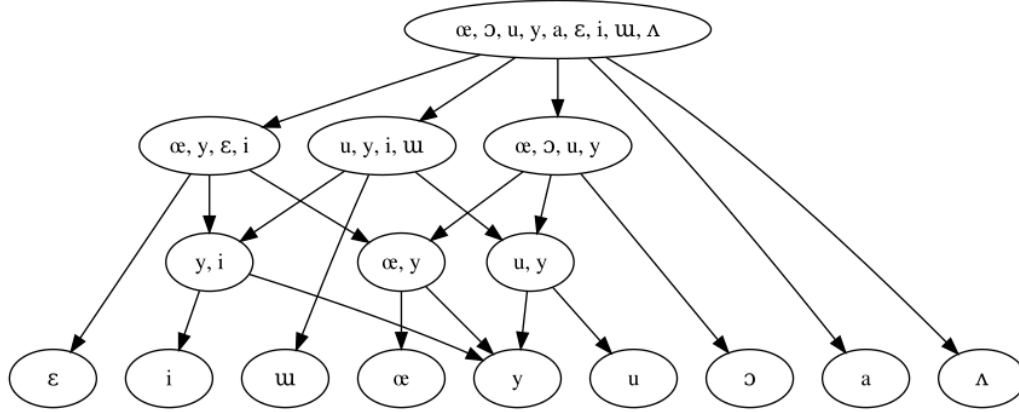 œ, ɔ, u, y, a, ɛ, i, ɯ, ʌ
œ, y, ɛ, i
u, y, i, ɯ
œ, ɔ, u, y
y, i
œ, y
u, y
ɛ
i
ɯ
œ
y
u
ɔ
a
ʌ